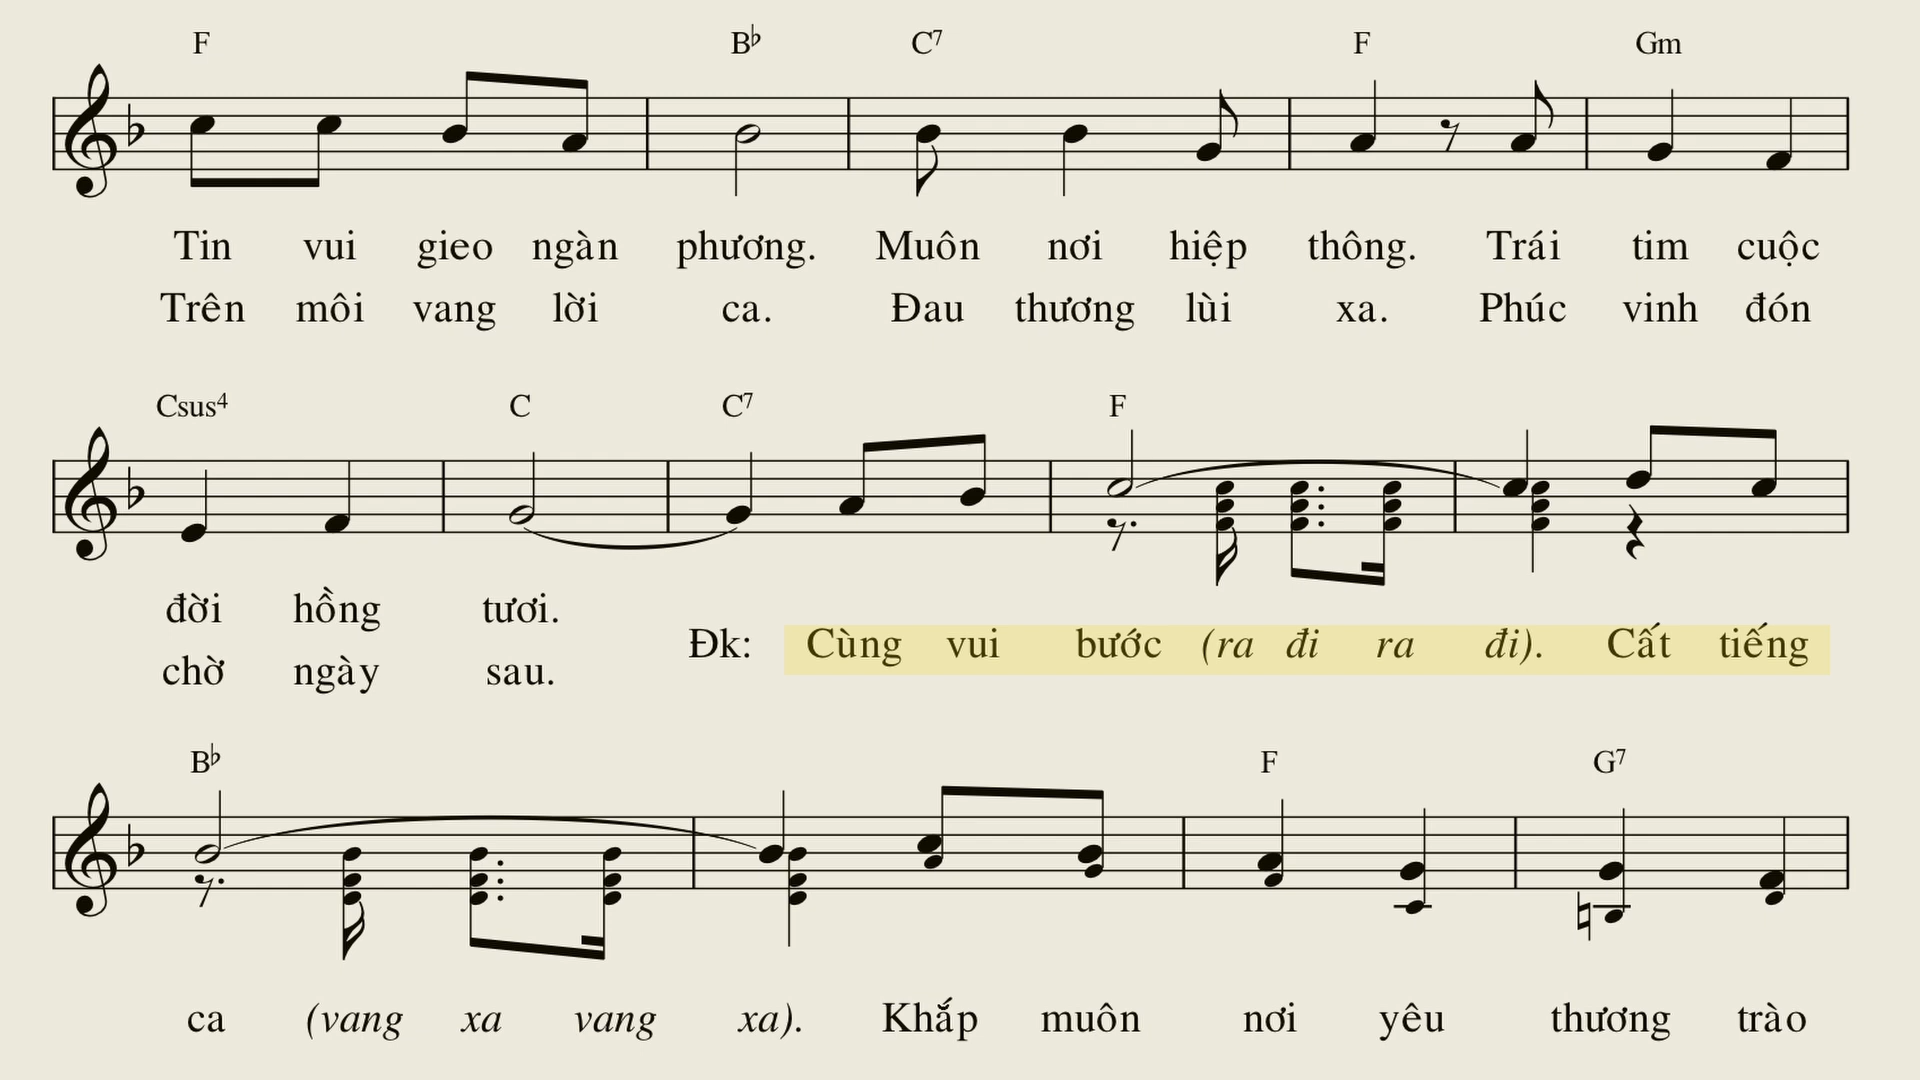 F B♭ C7 F Gm
Tin vui gieo ngàn phương. Muôn nơi hiệp thông. Trái tim cuộc
Trên môi vang lời ca. Đau thương lùi xa. Phúc vinh đón
Csus4 C C7 F
đời hồng tươi.
Đk: Cùng vui bước (ra đi ra đi). Cất tiếng
chờ ngày sau.
B♭ F G7
ca (vang xa vang xa). Khắp muôn nơi yêu thương trào